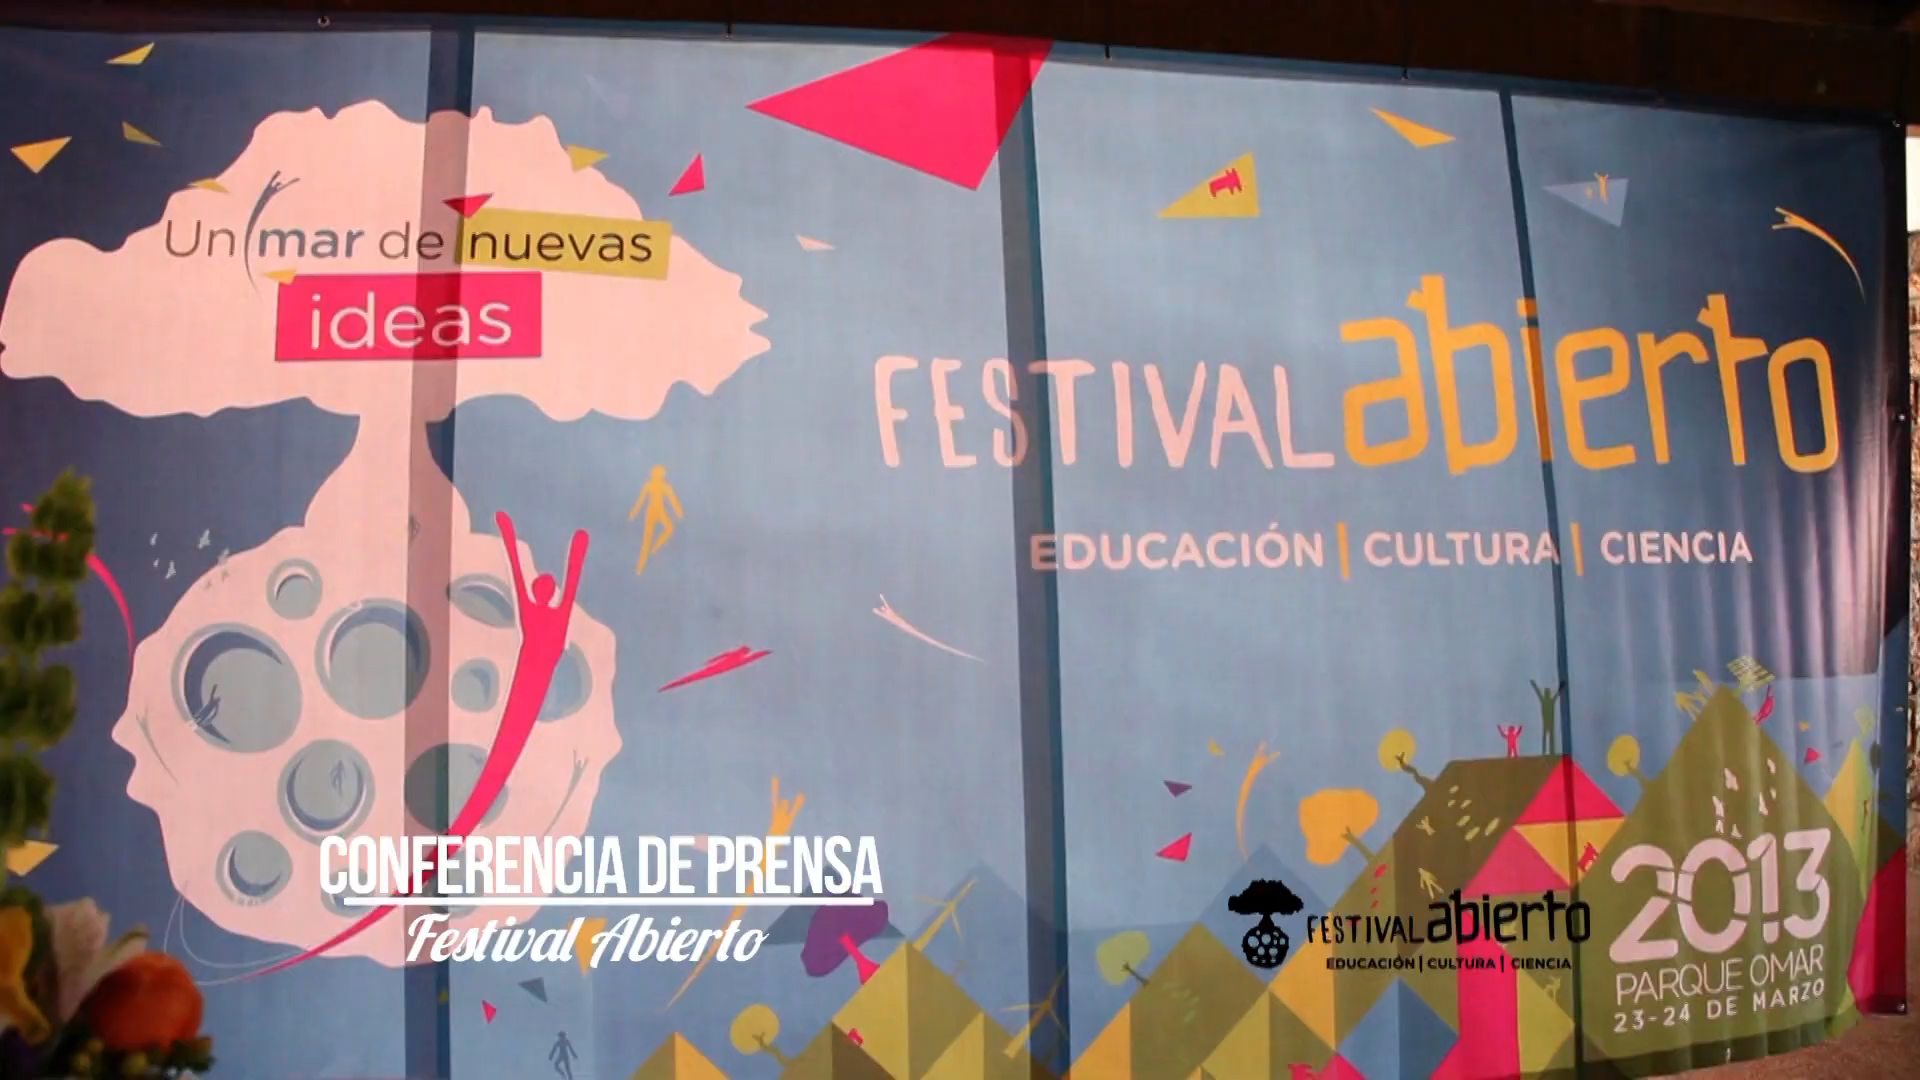 Un mar de nuevas
ideas
FESTIVAL abierto
EDUCACIÓN | CULTURA | CIENCIA
CONFERENCIA DE PRENSA
Festival Abierto
FESTIVAL abierto
EDUCACIÓN | CULTURA | CIENCIA
2013
PARQUE OMAR
23-24 DE MARZO